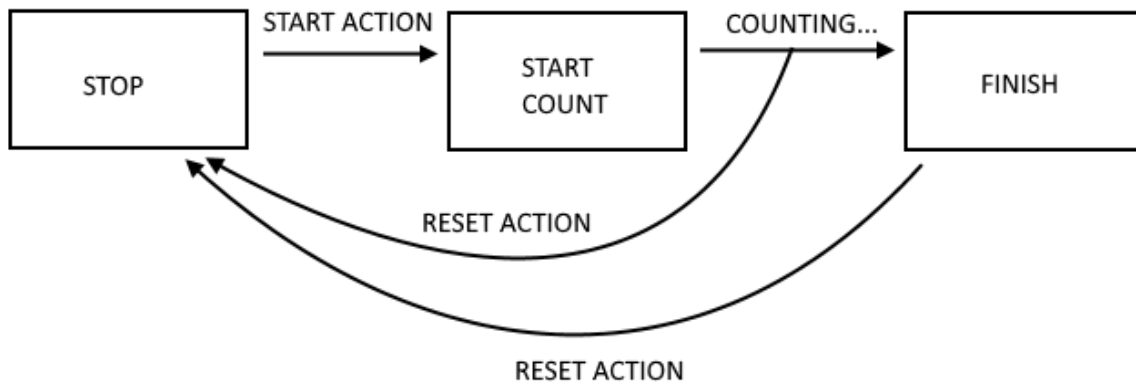 START ACTION
COUNTING...
STOP
START
COUNT
FINISH
RESET ACTION
RESET ACTION